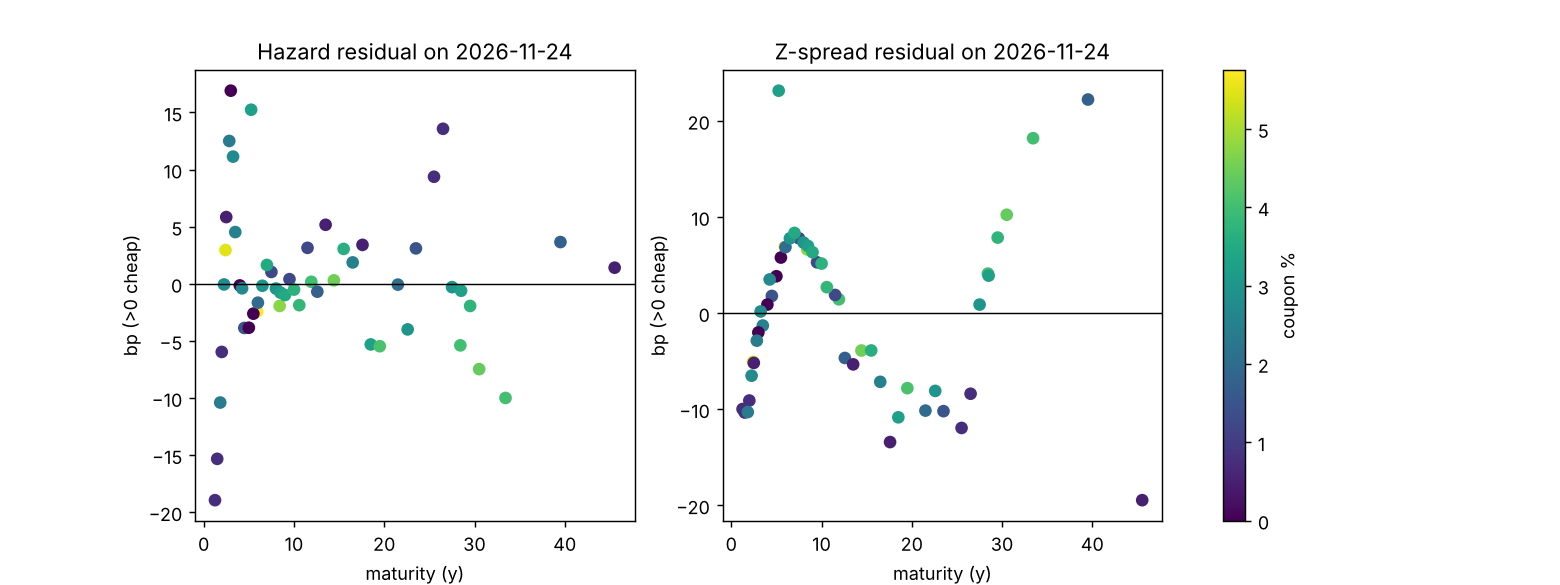 Hazard residual on 2026-11-24
bp (>0 cheap)
15
10
5
0
−5
−10
−15
−20
0 10 20 30 40
maturity (y)
Z-spread residual on 2026-11-24
bp (>0 cheap)
20
10
0
−10
−20
0 10 20 30 40
maturity (y)
5
4
3
2
1
0
coupon %